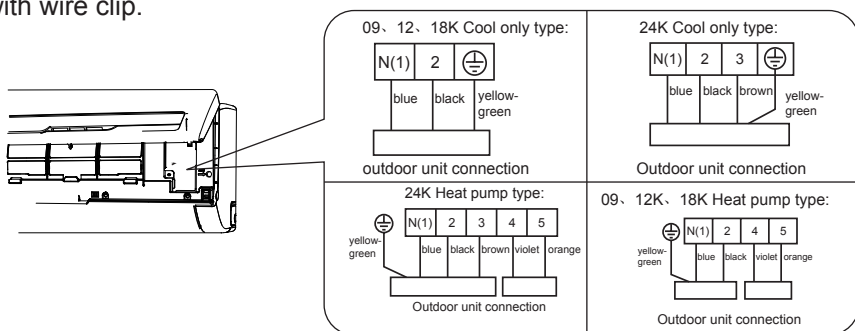 with wire clip.
09、12、18K Cool only type:
N(1) 2
blue black yellow-
green
outdoor unit connection
24K Cool only type:
N(1) 2 3
blue black brown yellow-
green
Outdoor unit connection
24K Heat pump type:
N(1) 2 3 4 5
yellow-
green
blue black brown violet orange
Outdoor unit connection
09、12K、18K Heat pump type:
N(1) 2 4 5
yellow-
green
blue black violet orange
Outdoor unit connection